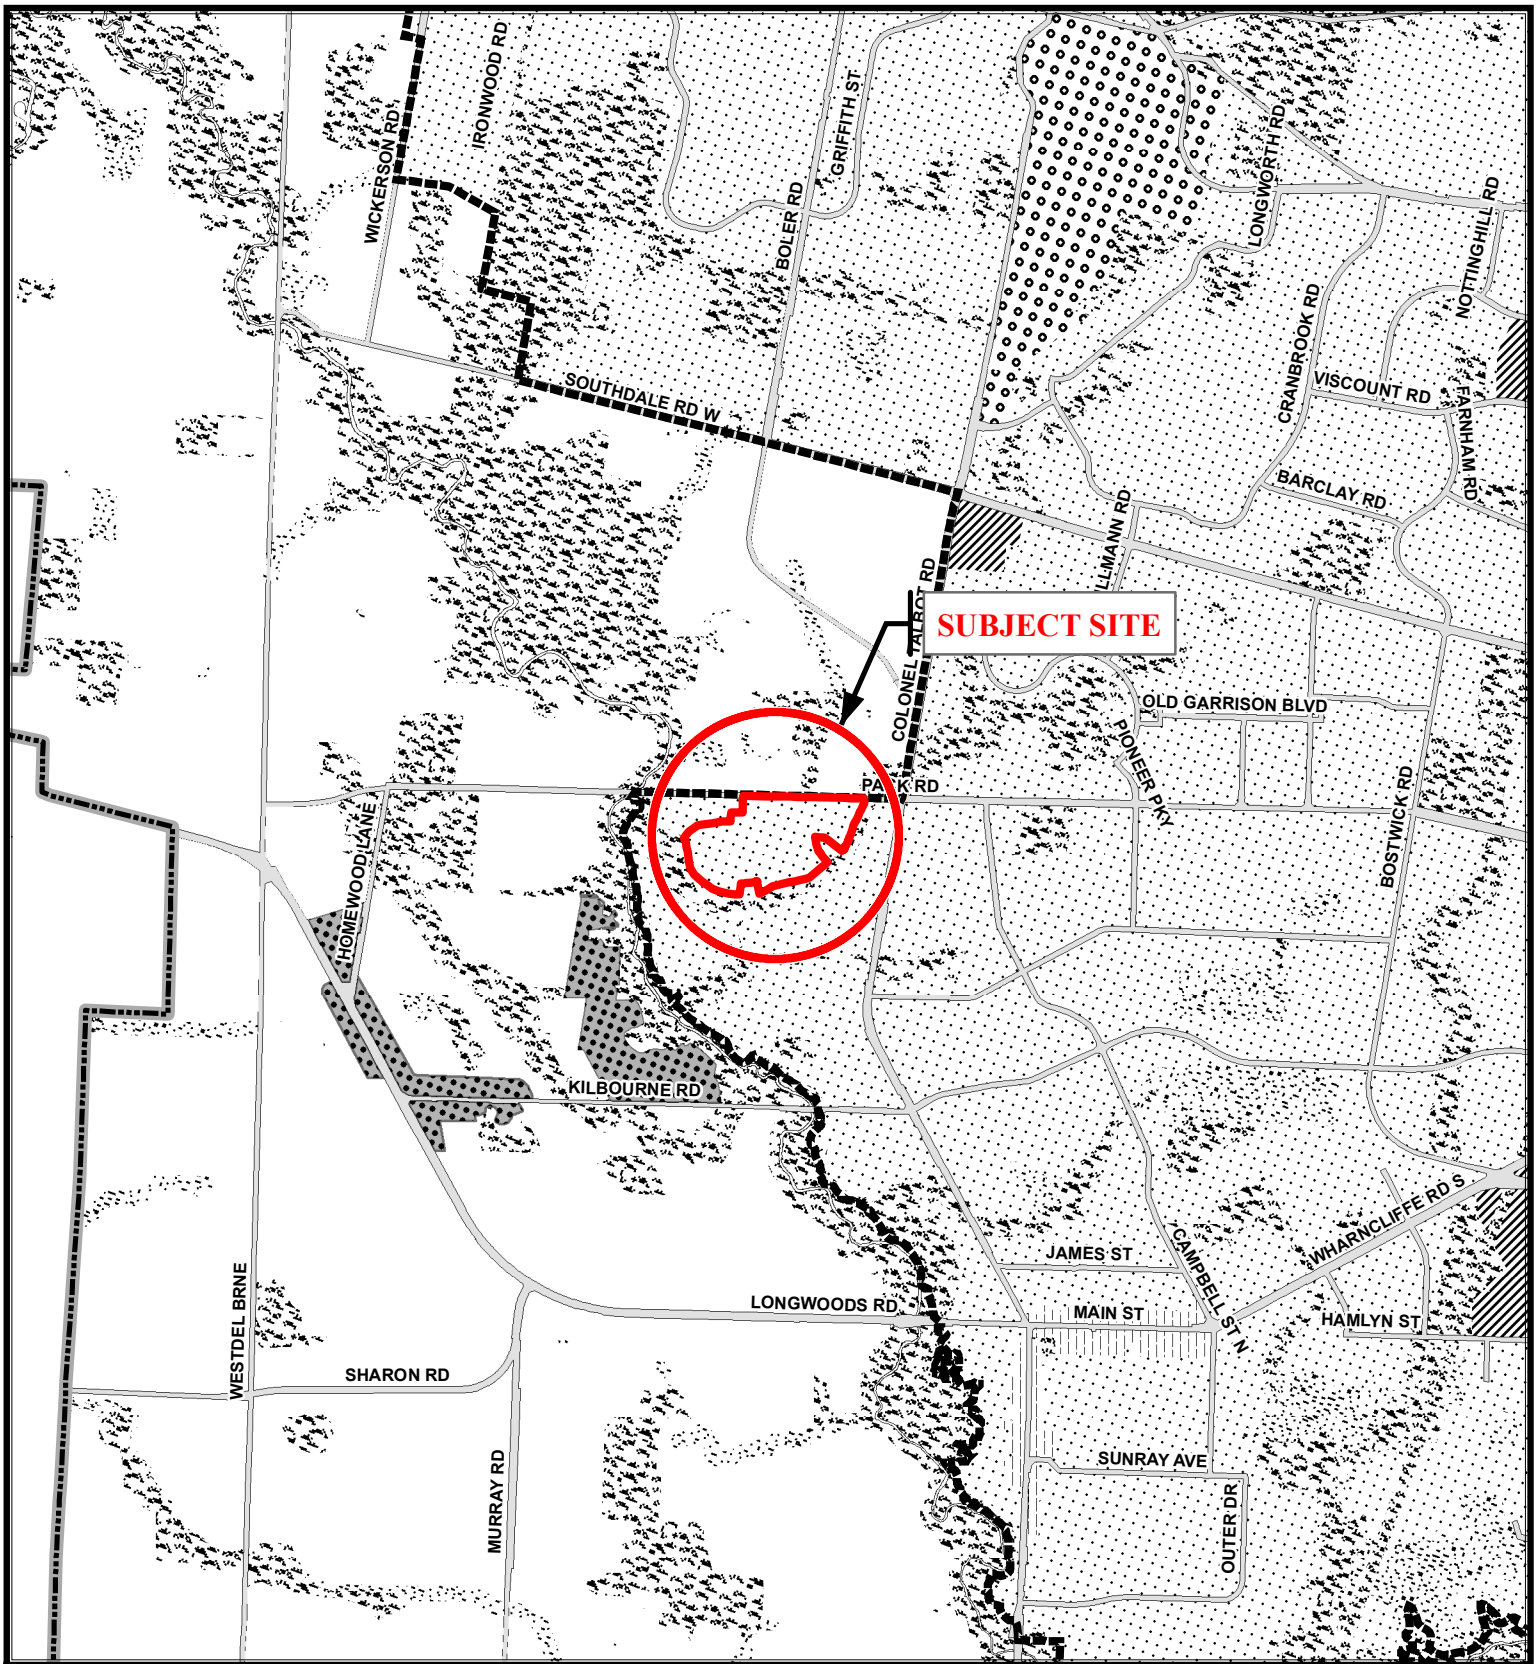 IRONWOOD RD
WICKERSON RD
GRIFFITH ST
BOLER RD
LONGWORTH RD
NOTTINGHILL RD
CRANBROOK RD
VISCOUNT RD
FARNHAM RD
SOUTHDALE RD W
BARCLAY RD
COLONEL TALBOT RD
SUBJECT SITE
OLD GARRISON BLVD
PIONEER PKY
RD
BOSTWICK RD
HOMEWOOD LANE
KILBOURNE RD
WHARNCLIFFE RD S
JAMES ST
CAMPBELL ST N
MAIN ST
HAMLYN ST
LONGWOODS RD
WESTDEL BRNE
SHARON RD
MURRAY RD
SUNRAY AVE
OUTER DR